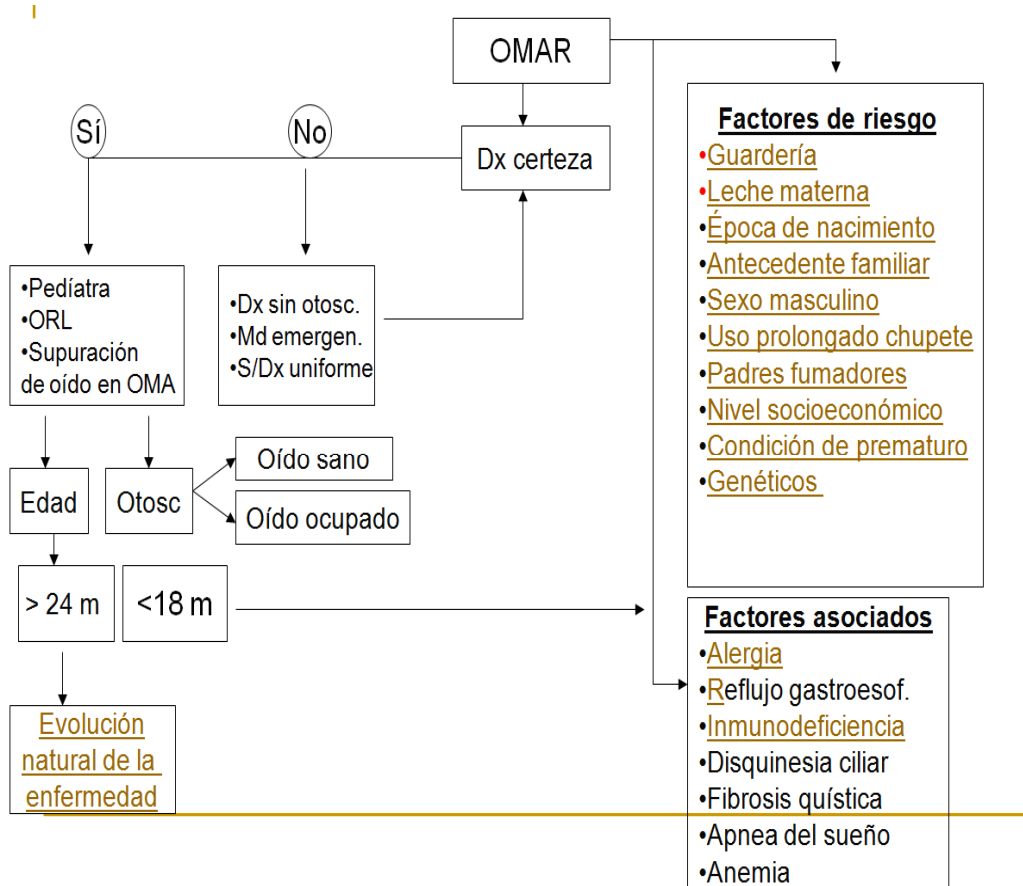 OMAR
Sí
No
Dx certeza
•Pedíatra
•ORL
•Supuración
de oído en OMA
•Dx sin otosc.
•Md emergen.
•S/Dx uniforme
Edad
Otosc
Oído sano
Oído ocupado
> 24 m
<18 m
Evolución
natural de la
enfermedad
Factores de riesgo
•Guardería
•Leche materna
•Época de nacimiento
•Antecedente familiar
•Sexo masculino
•Uso prolongado chupete
•Padres fumadores
•Nivel socioeconómico
•Condición de prematuro
•Genéticos
Factores asociados
•Alergia
•Reflujo gastroesof.
•Inmunodeficiencia
•Disquinesia ciliar
•Fibrosis quística
•Apnea del sueño
•Anemia